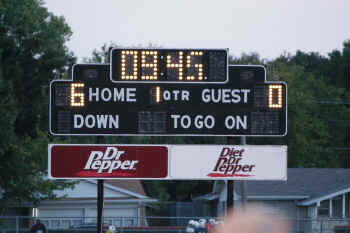 09:45
6 HOME 1 QTR GUEST 0
DOWN TO GO ON
Dr Pepper Diet Dr Pepper